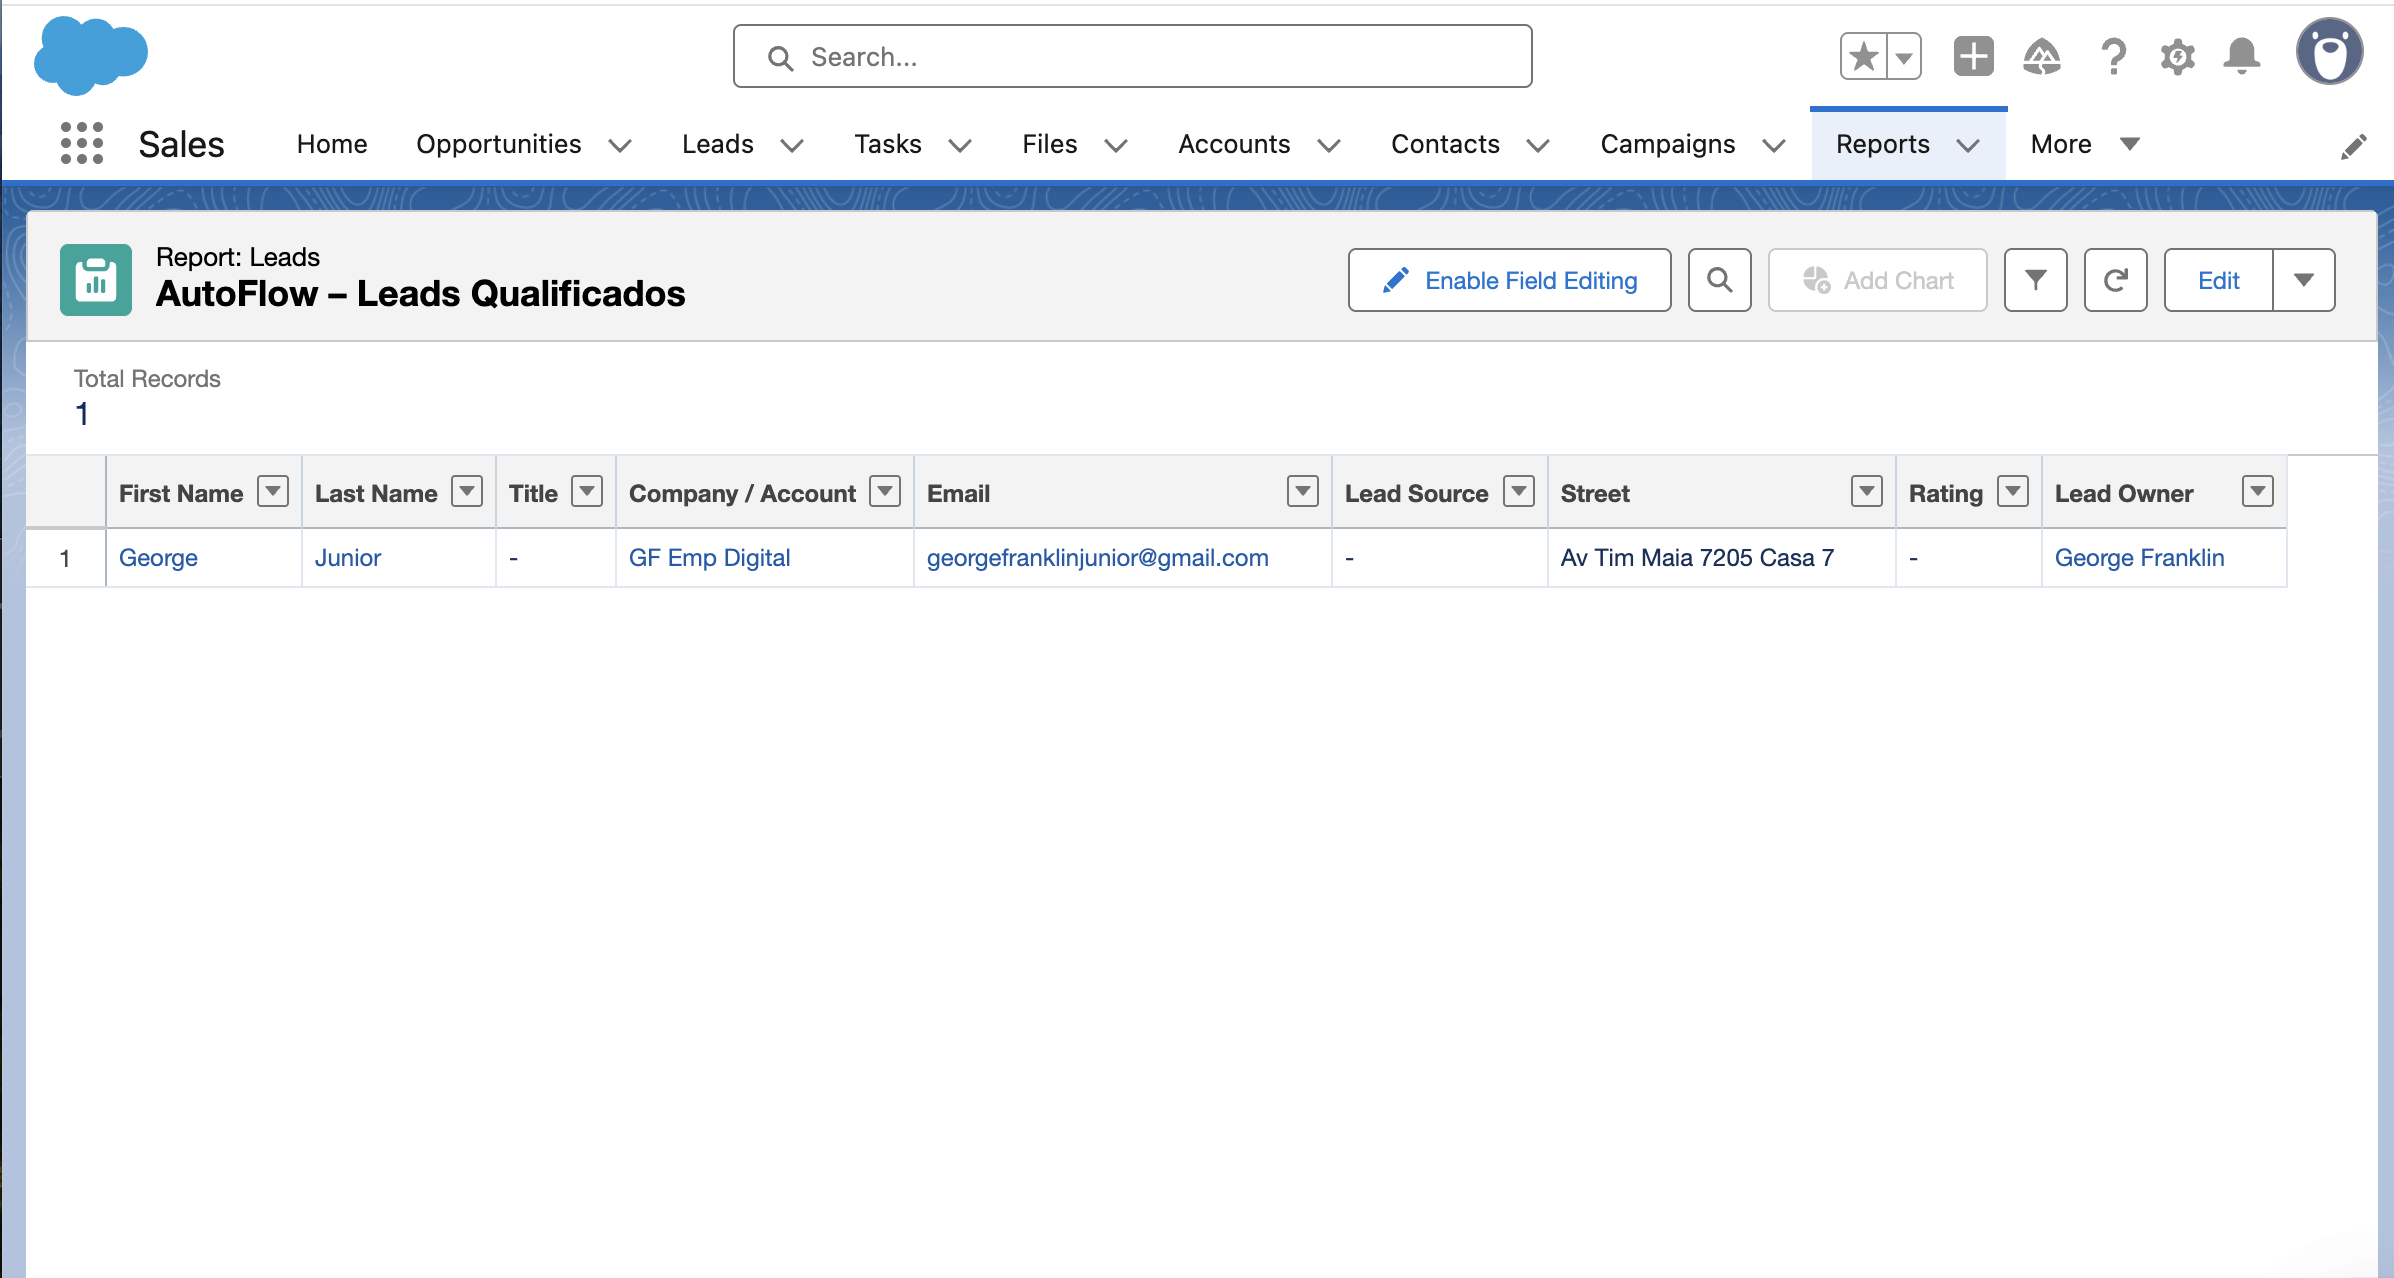 Search...
Sales
Home
Opportunities
Leads
Tasks
Files
Accounts
Contacts
Campaigns
Reports
More
Report: Leads
AutoFlow – Leads Qualificados
Enable Field Editing
Add Chart
Edit
Total Records
1
First Name Last Name Title Company / Account Email Lead Source Street Rating Lead Owner
1 George Junior - GF Emp Digital georgefranklinjunior@gmail.com - Av Tim Maia 7205 Casa 7 - George Franklin